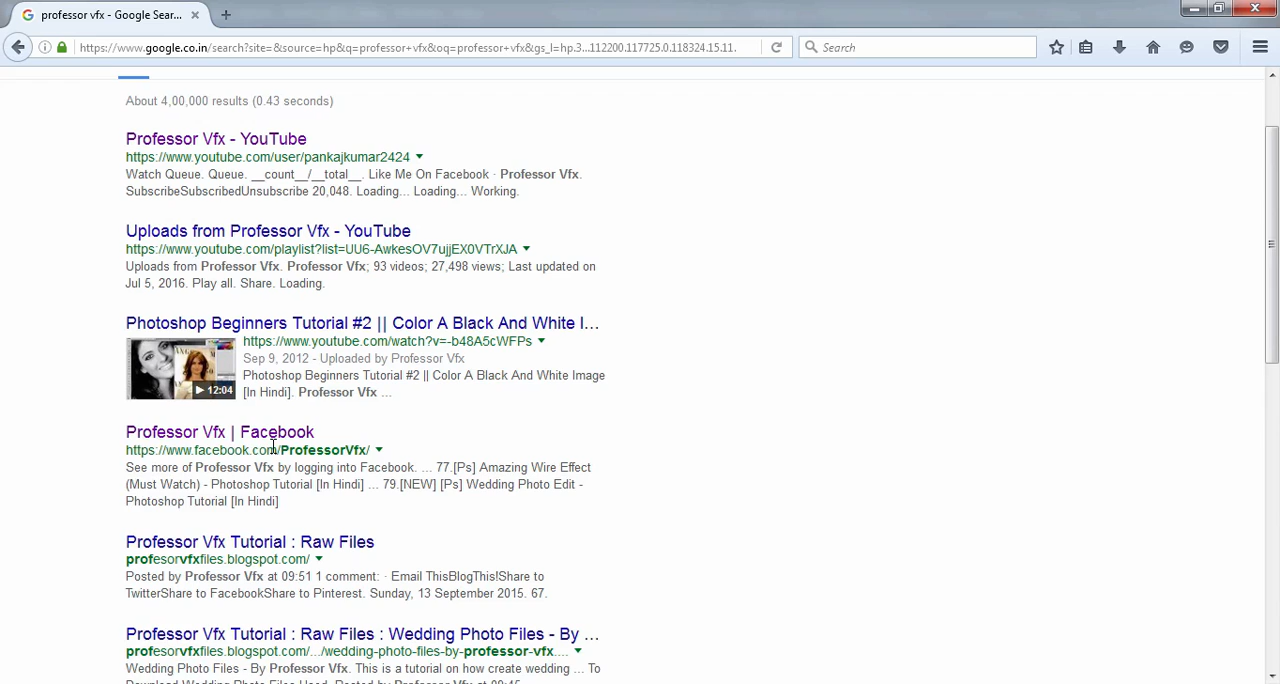 professor vfx - Google Sear...
https://www.google.co.in/search?site=&source=hp&q=professor+vfx&oq=professor+vfx&gs_l=hp.3...112200.117725.0.118324.15.11.
Search
About 4,00,000 results (0.43 seconds)
Professor Vfx - YouTube
https://www.youtube.com/user/pankajkumar2424
Watch Queue. Queue. __count__/__total__. Like Me On Facebook · Professor Vfx.
SubscribeSubscribedUnsubscribe 20,048. Loading... Loading... Working.
Uploads from Professor Vfx - YouTube
https://www.youtube.com/playlist?list=UU6-AwkesOV7ujjEX0VTrXJA
Uploads from Professor Vfx. Professor Vfx; 93 videos; 27,498 views; Last updated on
Jul 5, 2016. Play all. Share. Loading.
Photoshop Beginners Tutorial #2 || Color A Black And White I...
https://www.youtube.com/watch?v=-b48A5cWFPs
Sep 9, 2012 - Uploaded by Professor Vfx
Photoshop Beginners Tutorial #2 || Color A Black And White Image
12:04
[In Hindi]. Professor Vfx ...
Professor Vfx | Facebook
https://www.facebook.com/ProfessorVfx/
See more of Professor Vfx by logging into Facebook. ... 77.[Ps] Amazing Wire Effect
(Must Watch) - Photoshop Tutorial [In Hindi] ... 79.[NEW] [Ps] Wedding Photo Edit -
Photoshop Tutorial [In Hindi]
Professor Vfx Tutorial : Raw Files
profesorvfxfiles.blogspot.com/
Posted by Professor Vfx at 09:51 1 comment: · Email ThisBlogThis!Share to
TwitterShare to FacebookShare to Pinterest. Sunday, 13 September 2015. 67.
Professor Vfx Tutorial : Raw Files : Wedding Photo Files - By ...
profesorvfxfiles.blogspot.com/.../wedding-photo-files-by-professor-vfx....
Wedding Photo Files - By Professor Vfx. This is a tutorial on how create wedding ... To
Download Wedding Photo Files Used. Posted by Professor Vfx at 09:45